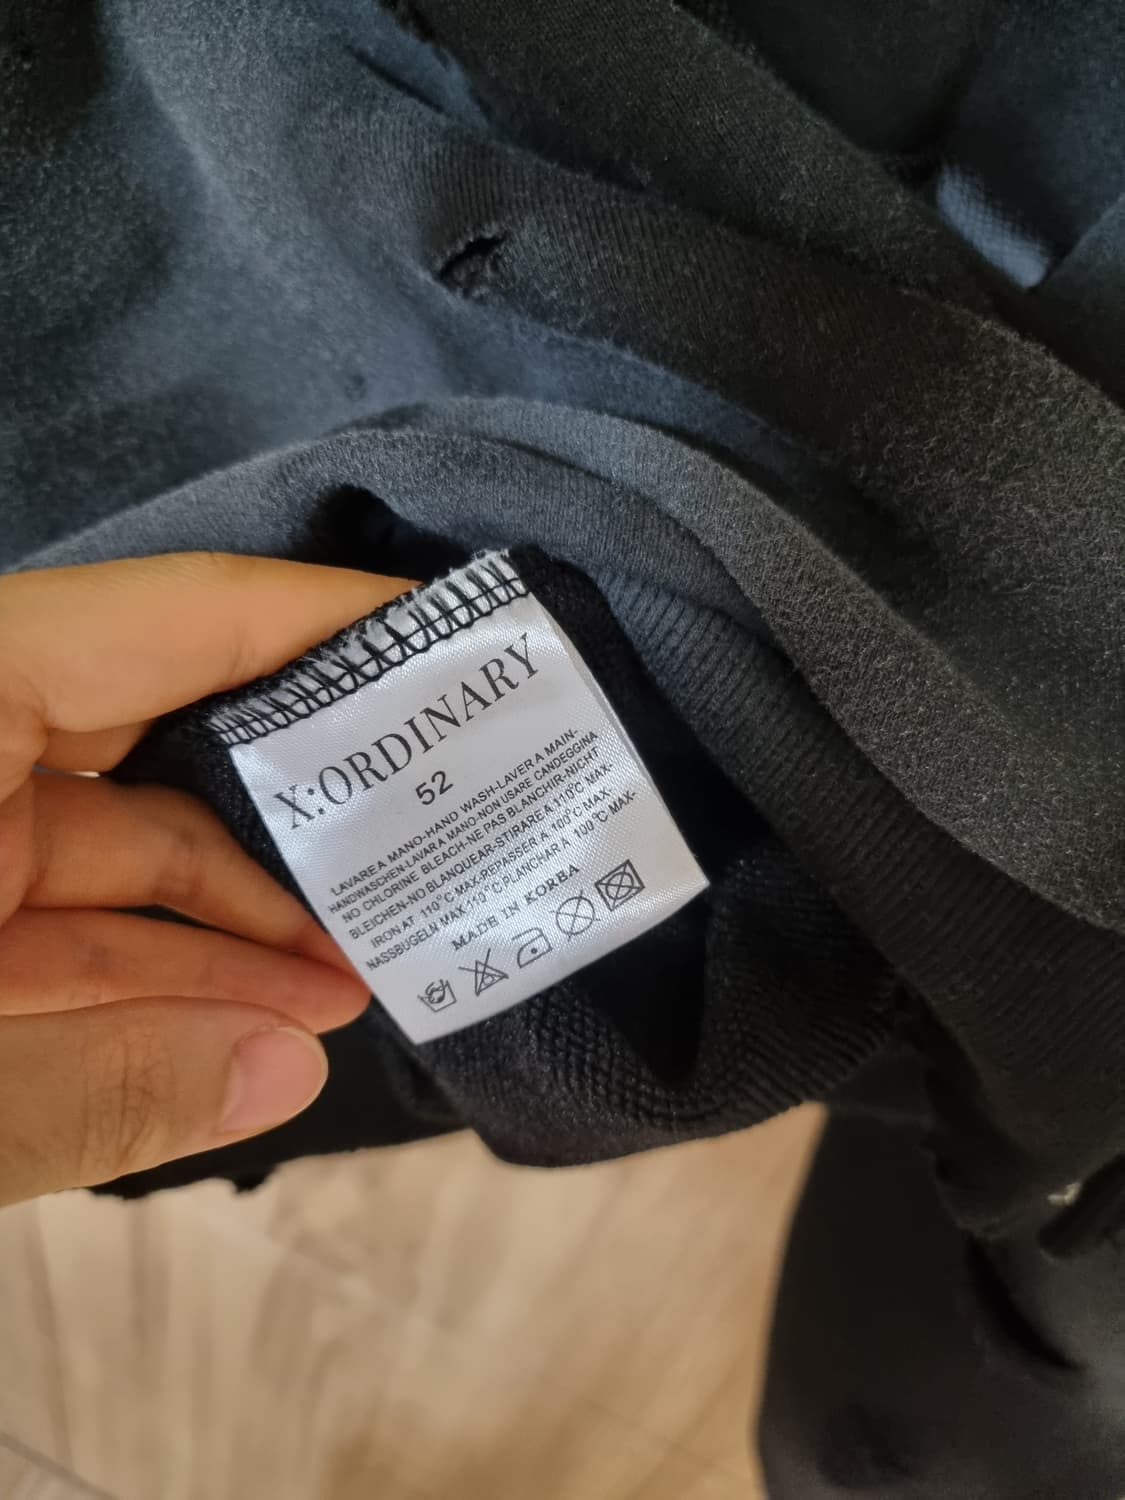 X:ORDINARY
52
LAVARE A MANO-HAND WASH-LAVER A MAIN-
HANDWASCHEN-LAVAR A MANO-NON USARE CANDEGGINA
NO CHLORINE BLEACH-NE PAS BLANCHIR-NICHT
BLEICHEN-NO BLANQUEAR-STIRARE A 110°C MAX-
IRON AT 110°C MAX-REPASSER A 100°C MAX-
NASSBUGELN MAX 110°C PLANCHAR A 100°C MAX-
MADE IN KORBA